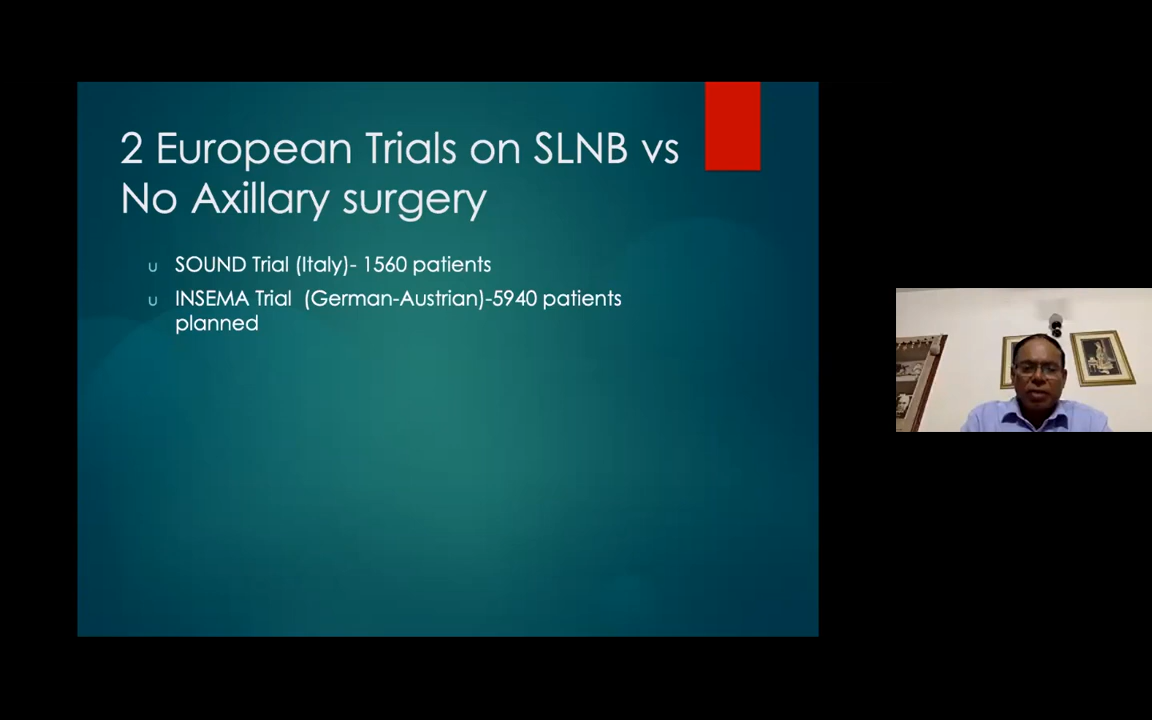 2 European Trials on SLNB vs
No Axillary surgery
u SOUND Trial (Italy)- 1560 patients
u INSEMA Trial (German-Austrian)-5940 patients
planned